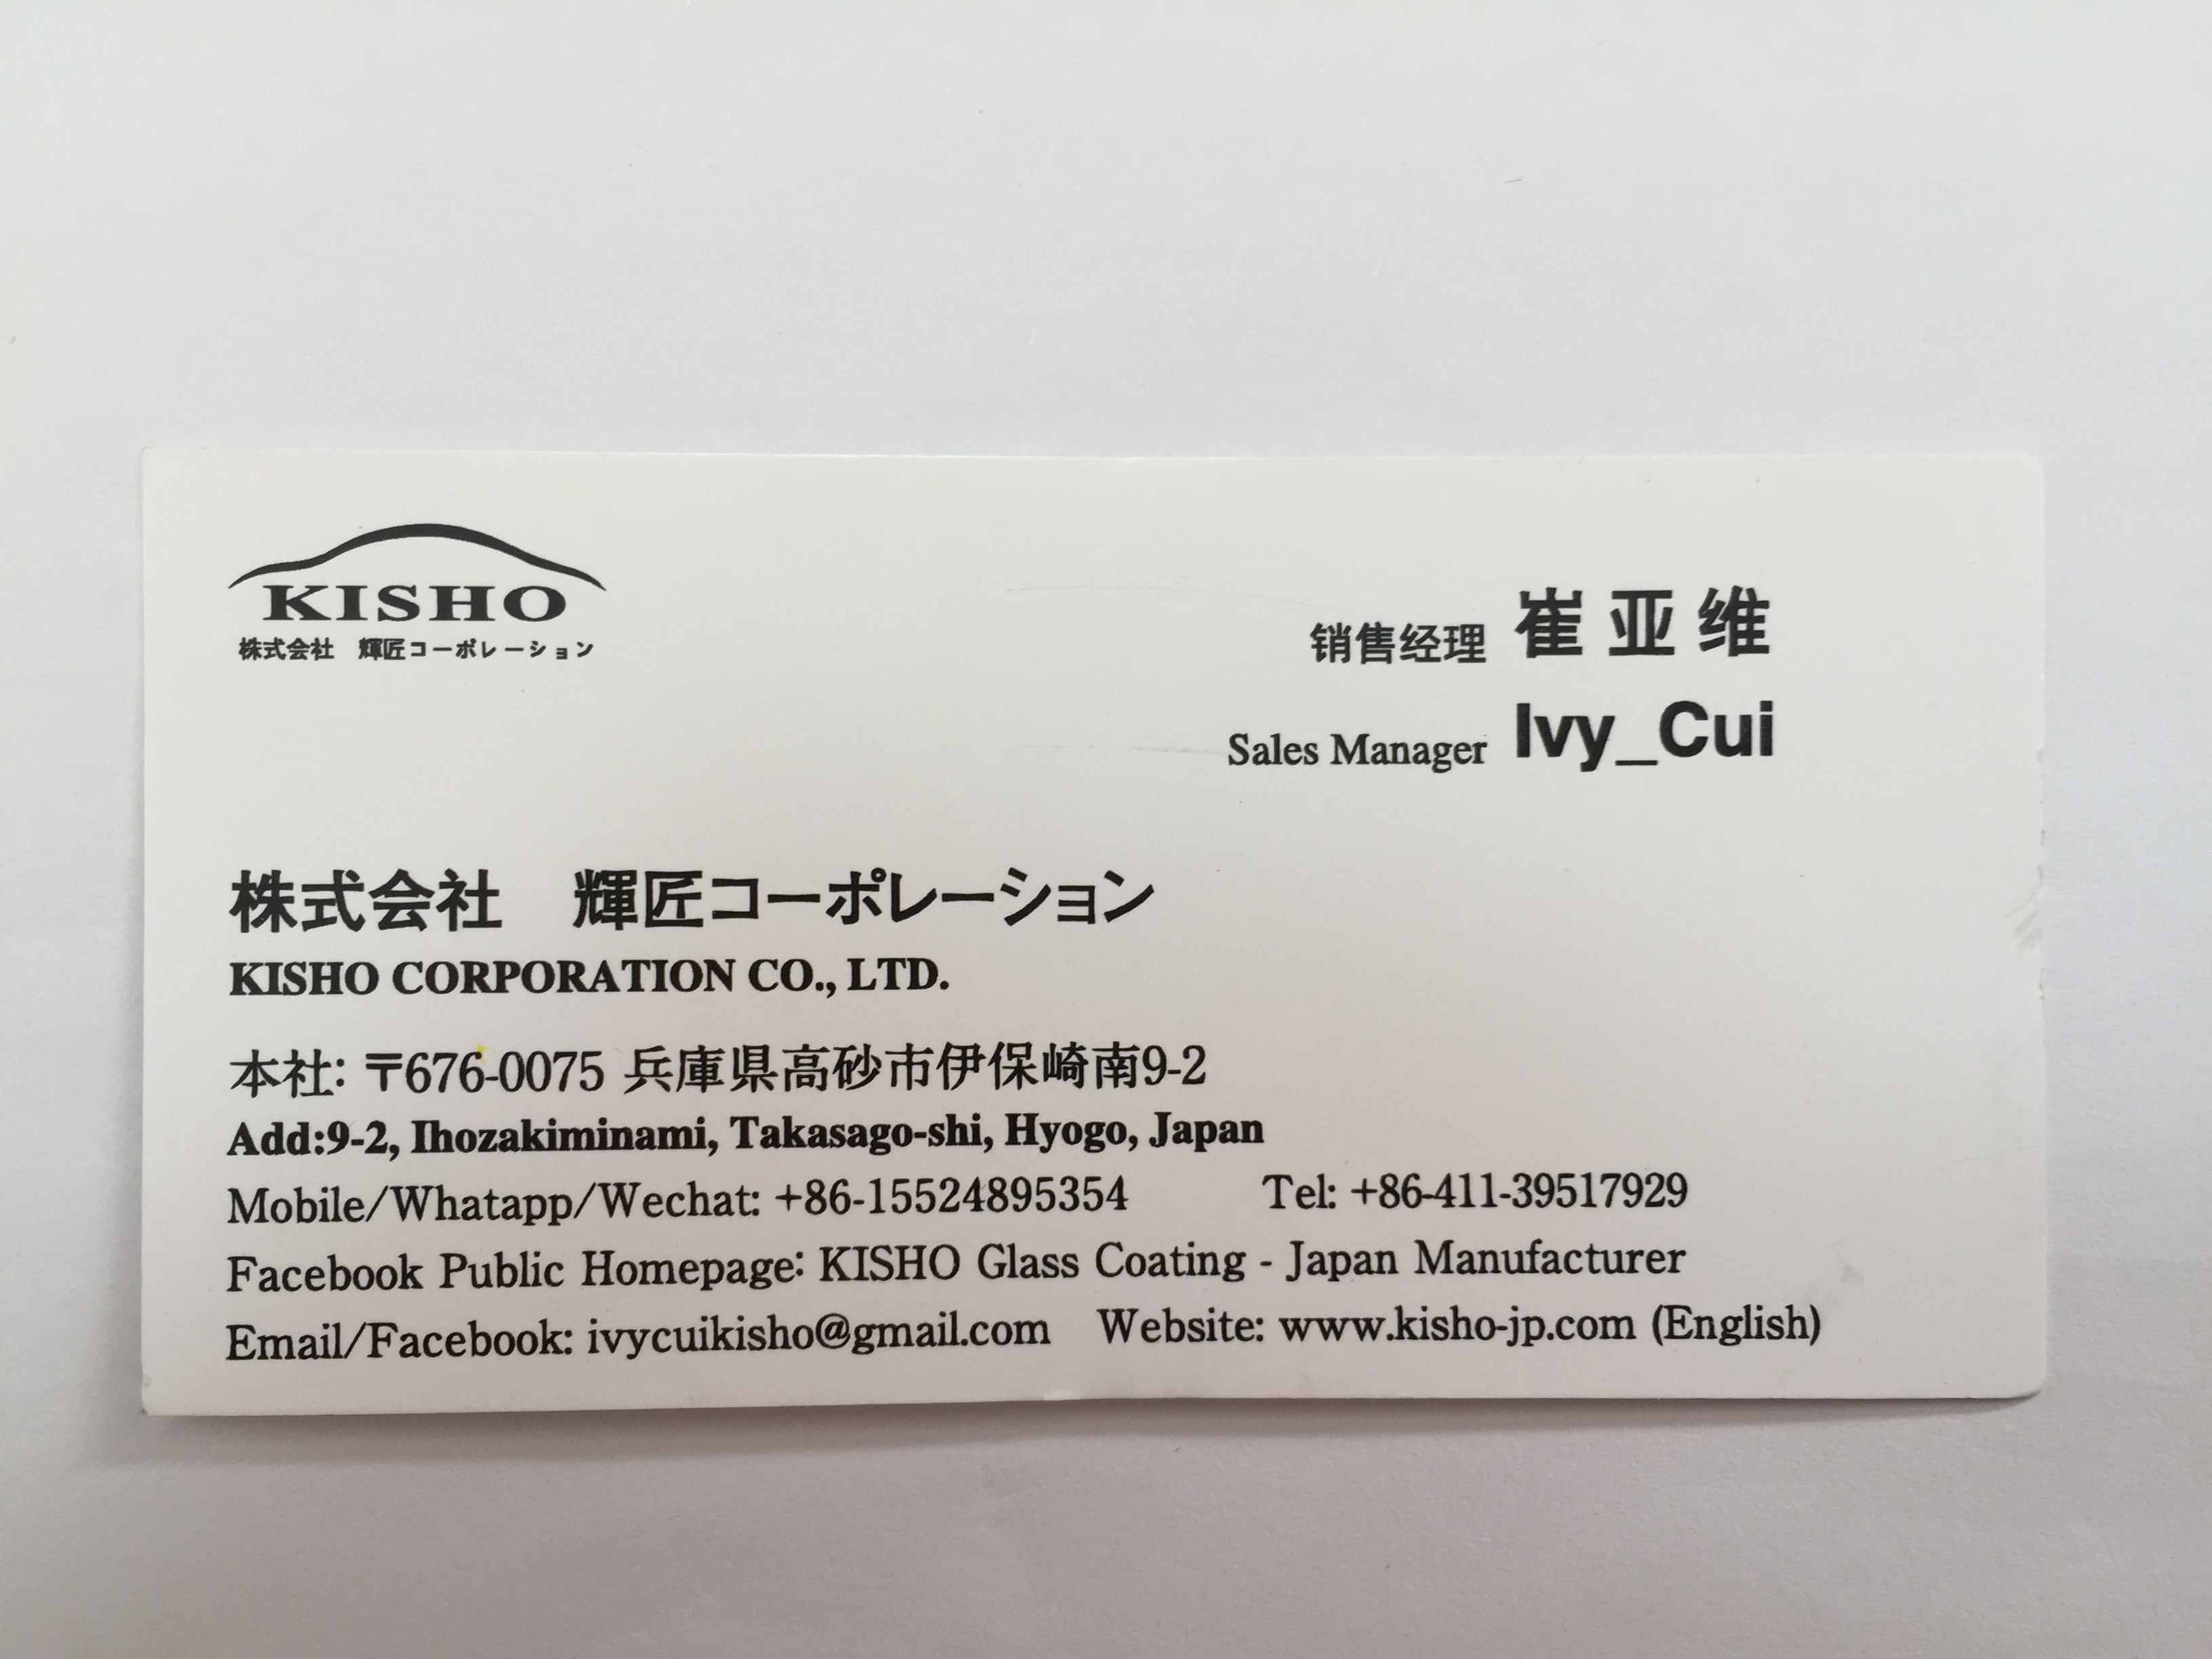 KISHO
株式会社　輝匠コーポレーション
销售经理 崔亚维
Sales Manager Ivy_Cui
株式会社　輝匠コーポレーション
KISHO CORPORATION CO., LTD.
本社: 〒676-0075 兵庫県高砂市伊保崎南9-2
Add:9-2, Ihozakiminami, Takasago-shi, Hyogo, Japan
Mobile/Whatapp/Wechat: +86-15524895354 Tel: +86-411-39517929
Facebook Public Homepage: KISHO Glass Coating - Japan Manufacturer
Email/Facebook: ivycuikisho@gmail.com Website: www.kisho-jp.com (English)